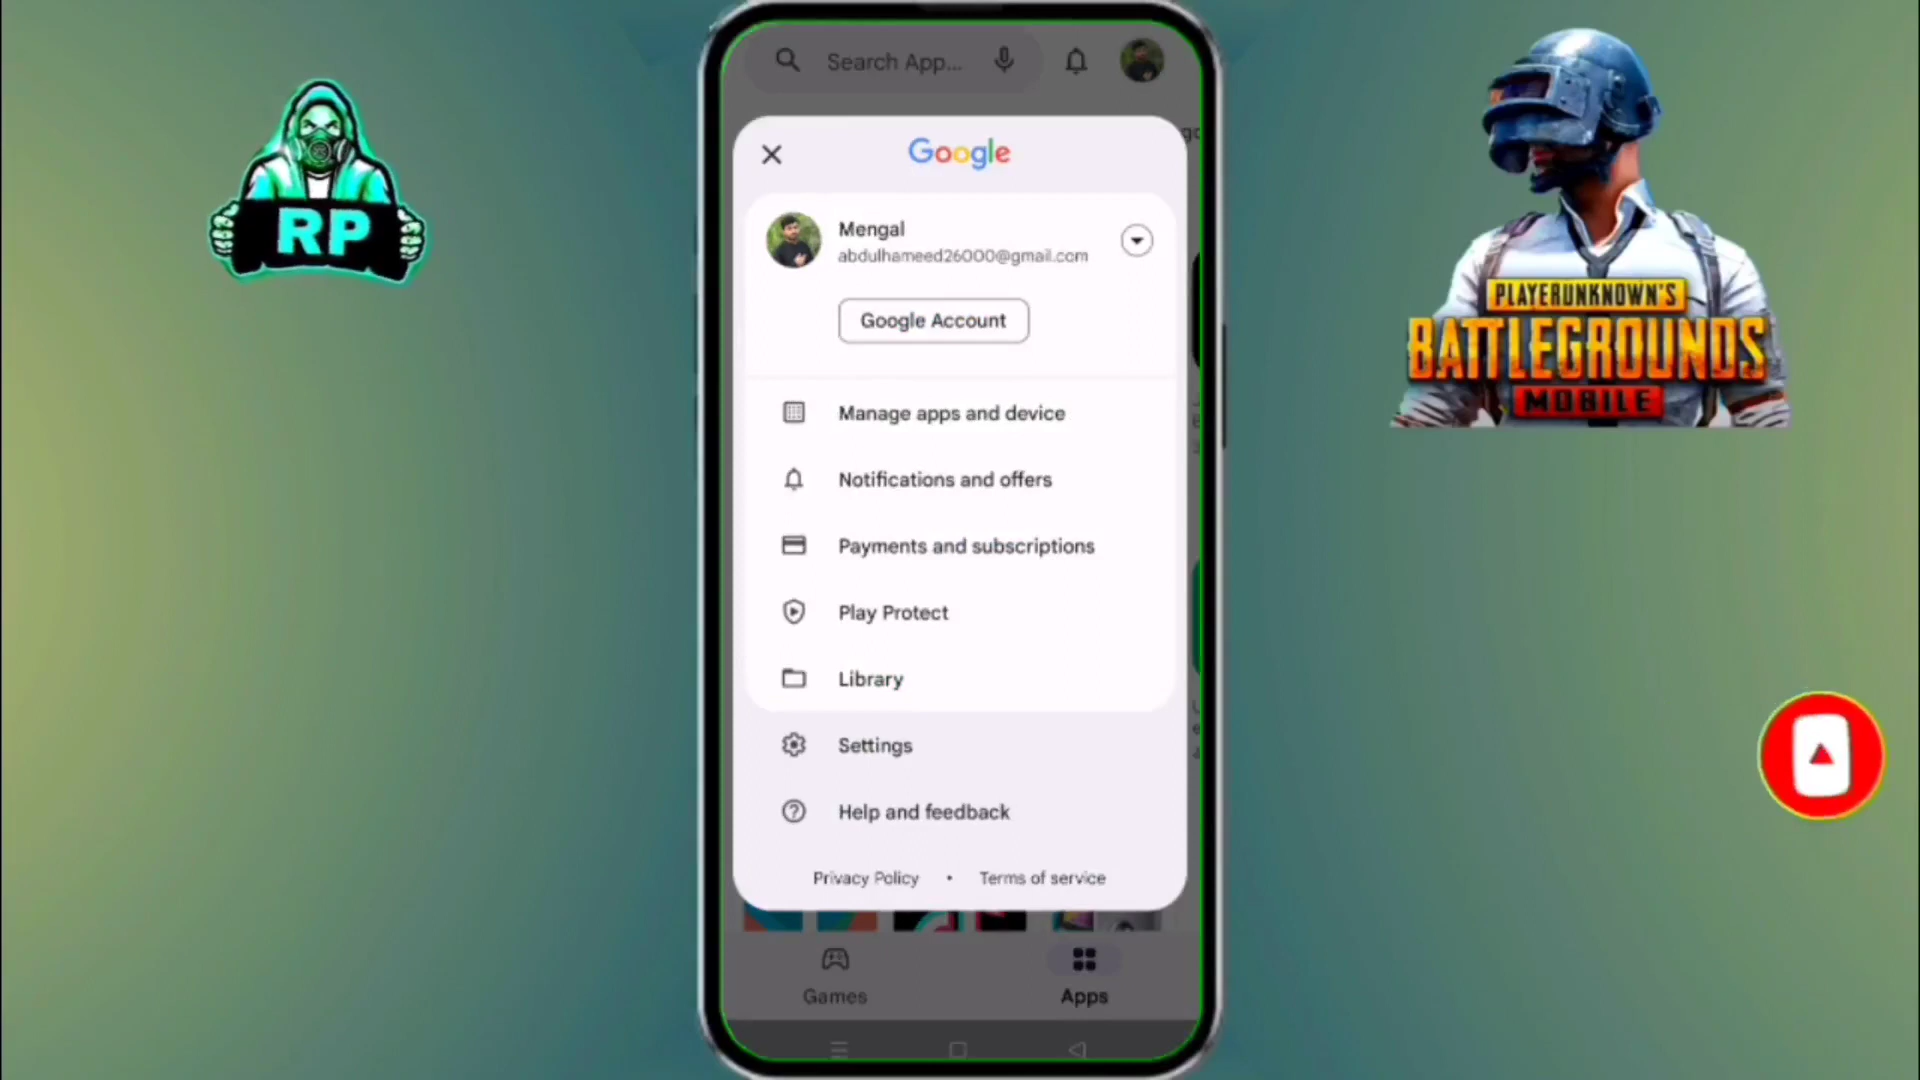 Search App...
RP
Google
Mengal
abdulhameed26000@gmail.com
Google Account
PLAYERUNKNOWN'S
BATTLEGROUNDS
MOBILE
Manage apps and device
Notifications and offers
Payments and subscriptions
Play Protect
Library
Settings
Help and feedback
Privacy Policy • Terms of service
Games
Apps